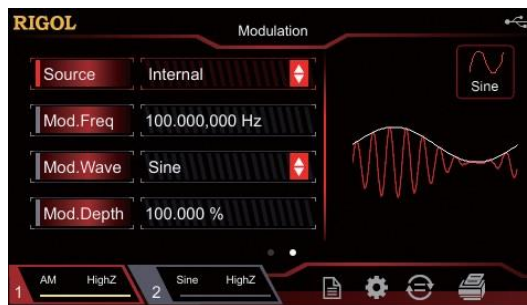 RIGOL
Modulation
Source Internal
Sine
Mod.Freq 100.000,000 Hz
Mod.Wave Sine
Mod.Depth 100.000 %
1 AM HighZ 2 Sine HighZ